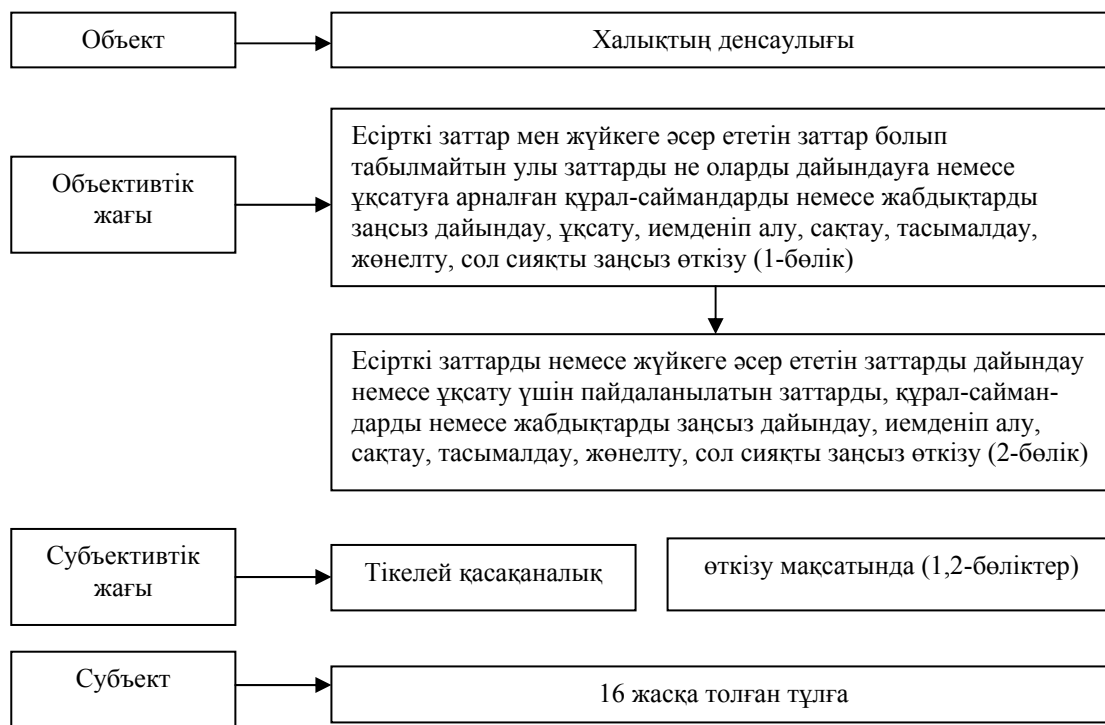 Объект
Халықтың денсаулығы
Объективтік
жағы
Есірткі заттар мен жүйкеге әсер ететін заттар болып
табылмайтын улы заттарды не оларды дайындауға немесе
ұқсатуға арналған құрал-саймандарды немесе жабдықтарды
заңсыз дайындау, ұқсату, иемденіп алу, сақтау, тасымалдау,
жөнелту, сол сияқты заңсыз өткізу (1-бөлік)
Есірткі заттарды немесе жүйкеге әсер ететін заттарды дайындау
немесе ұқсату үшін пайдаланылатын заттарды, құрал-сайман-
дарды немесе жабдықтарды заңсыз дайындау, иемденіп алу,
сақтау, тасымалдау, жөнелту, сол сияқты заңсыз өткізу (2-бөлік)
Субъективтік
жағы
Тікелей қасақаналық
өткізу мақсатында (1,2-бөліктер)
Субъект
16 жасқа толған тұлға